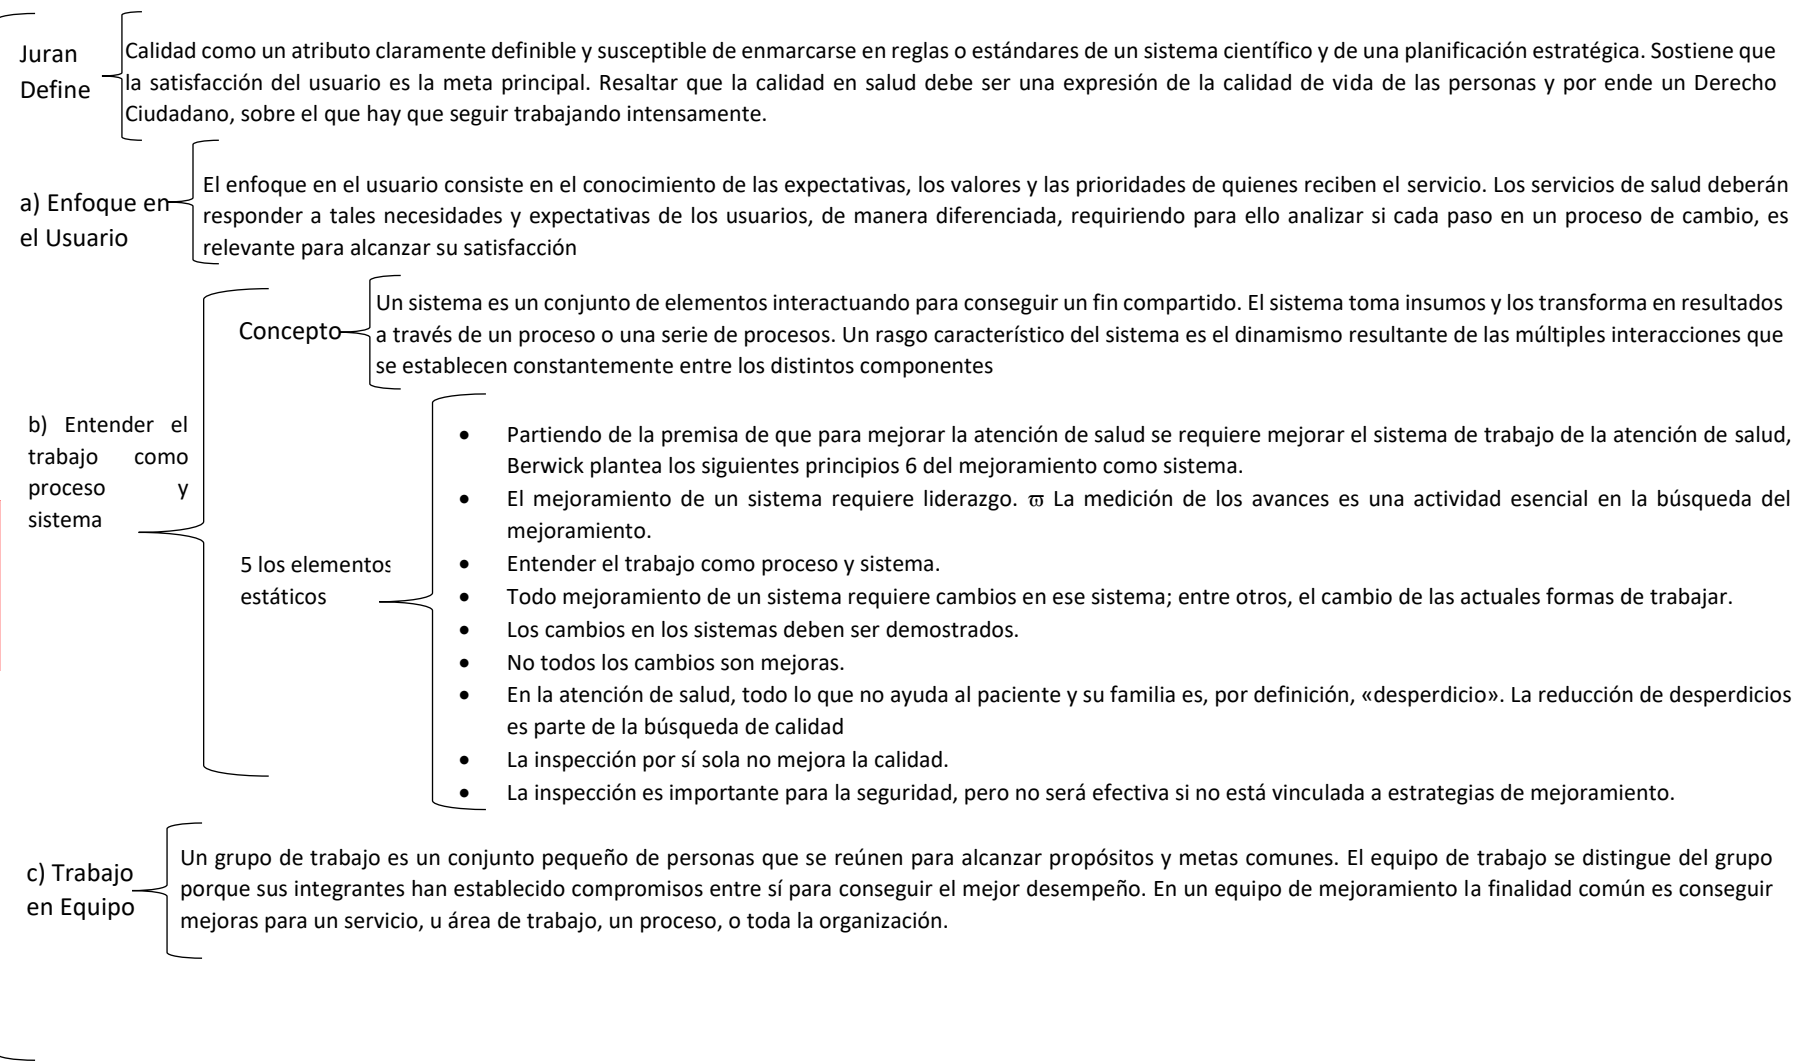 Juran
Define
Calidad como un atributo claramente definible y susceptible de enmarcarse en reglas o estándares de un sistema científico y de una planificación estratégica. Sostiene que
la satisfacción del usuario es la meta principal. Resaltar que la calidad en salud debe ser una expresión de la calidad de vida de las personas y por ende un Derecho
Ciudadano, sobre el que hay que seguir trabajando intensamente.
a) Enfoque en
el Usuario
El enfoque en el usuario consiste en el conocimiento de las expectativas, los valores y las prioridades de quienes reciben el servicio. Los servicios de salud deberán
responder a tales necesidades y expectativas de los usuarios, de manera diferenciada, requiriendo para ello analizar si cada paso en un proceso de cambio, es
relevante para alcanzar su satisfacción
b) Entender el
trabajo como
proceso y
sistema
Concepto
Un sistema es un conjunto de elementos interactuando para conseguir un fin compartido. El sistema toma insumos y los transforma en resultados
a través de un proceso o una serie de procesos. Un rasgo característico del sistema es el dinamismo resultante de las múltiples interacciones que
se establecen constantemente entre los distintos componentes
5 los elementos
estáticos
• Partiendo de la premisa de que para mejorar la atención de salud se requiere mejorar el sistema de trabajo de la atención de salud,
Berwick plantea los siguientes principios 6 del mejoramiento como sistema.
• El mejoramiento de un sistema requiere liderazgo. ϖ La medición de los avances es una actividad esencial en la búsqueda del
mejoramiento.
• Entender el trabajo como proceso y sistema.
• Todo mejoramiento de un sistema requiere cambios en ese sistema; entre otros, el cambio de las actuales formas de trabajar.
• Los cambios en los sistemas deben ser demostrados.
• No todos los cambios son mejoras.
• En la atención de salud, todo lo que no ayuda al paciente y su familia es, por definición, «desperdicio». La reducción de desperdicios
es parte de la búsqueda de calidad
• La inspección por sí sola no mejora la calidad.
• La inspección es importante para la seguridad, pero no será efectiva si no está vinculada a estrategias de mejoramiento.
c) Trabajo
en Equipo
Un grupo de trabajo es un conjunto pequeño de personas que se reúnen para alcanzar propósitos y metas comunes. El equipo de trabajo se distingue del grupo
porque sus integrantes han establecido compromisos entre sí para conseguir el mejor desempeño. En un equipo de mejoramiento la finalidad común es conseguir
mejoras para un servicio, u área de trabajo, un proceso, o toda la organización.